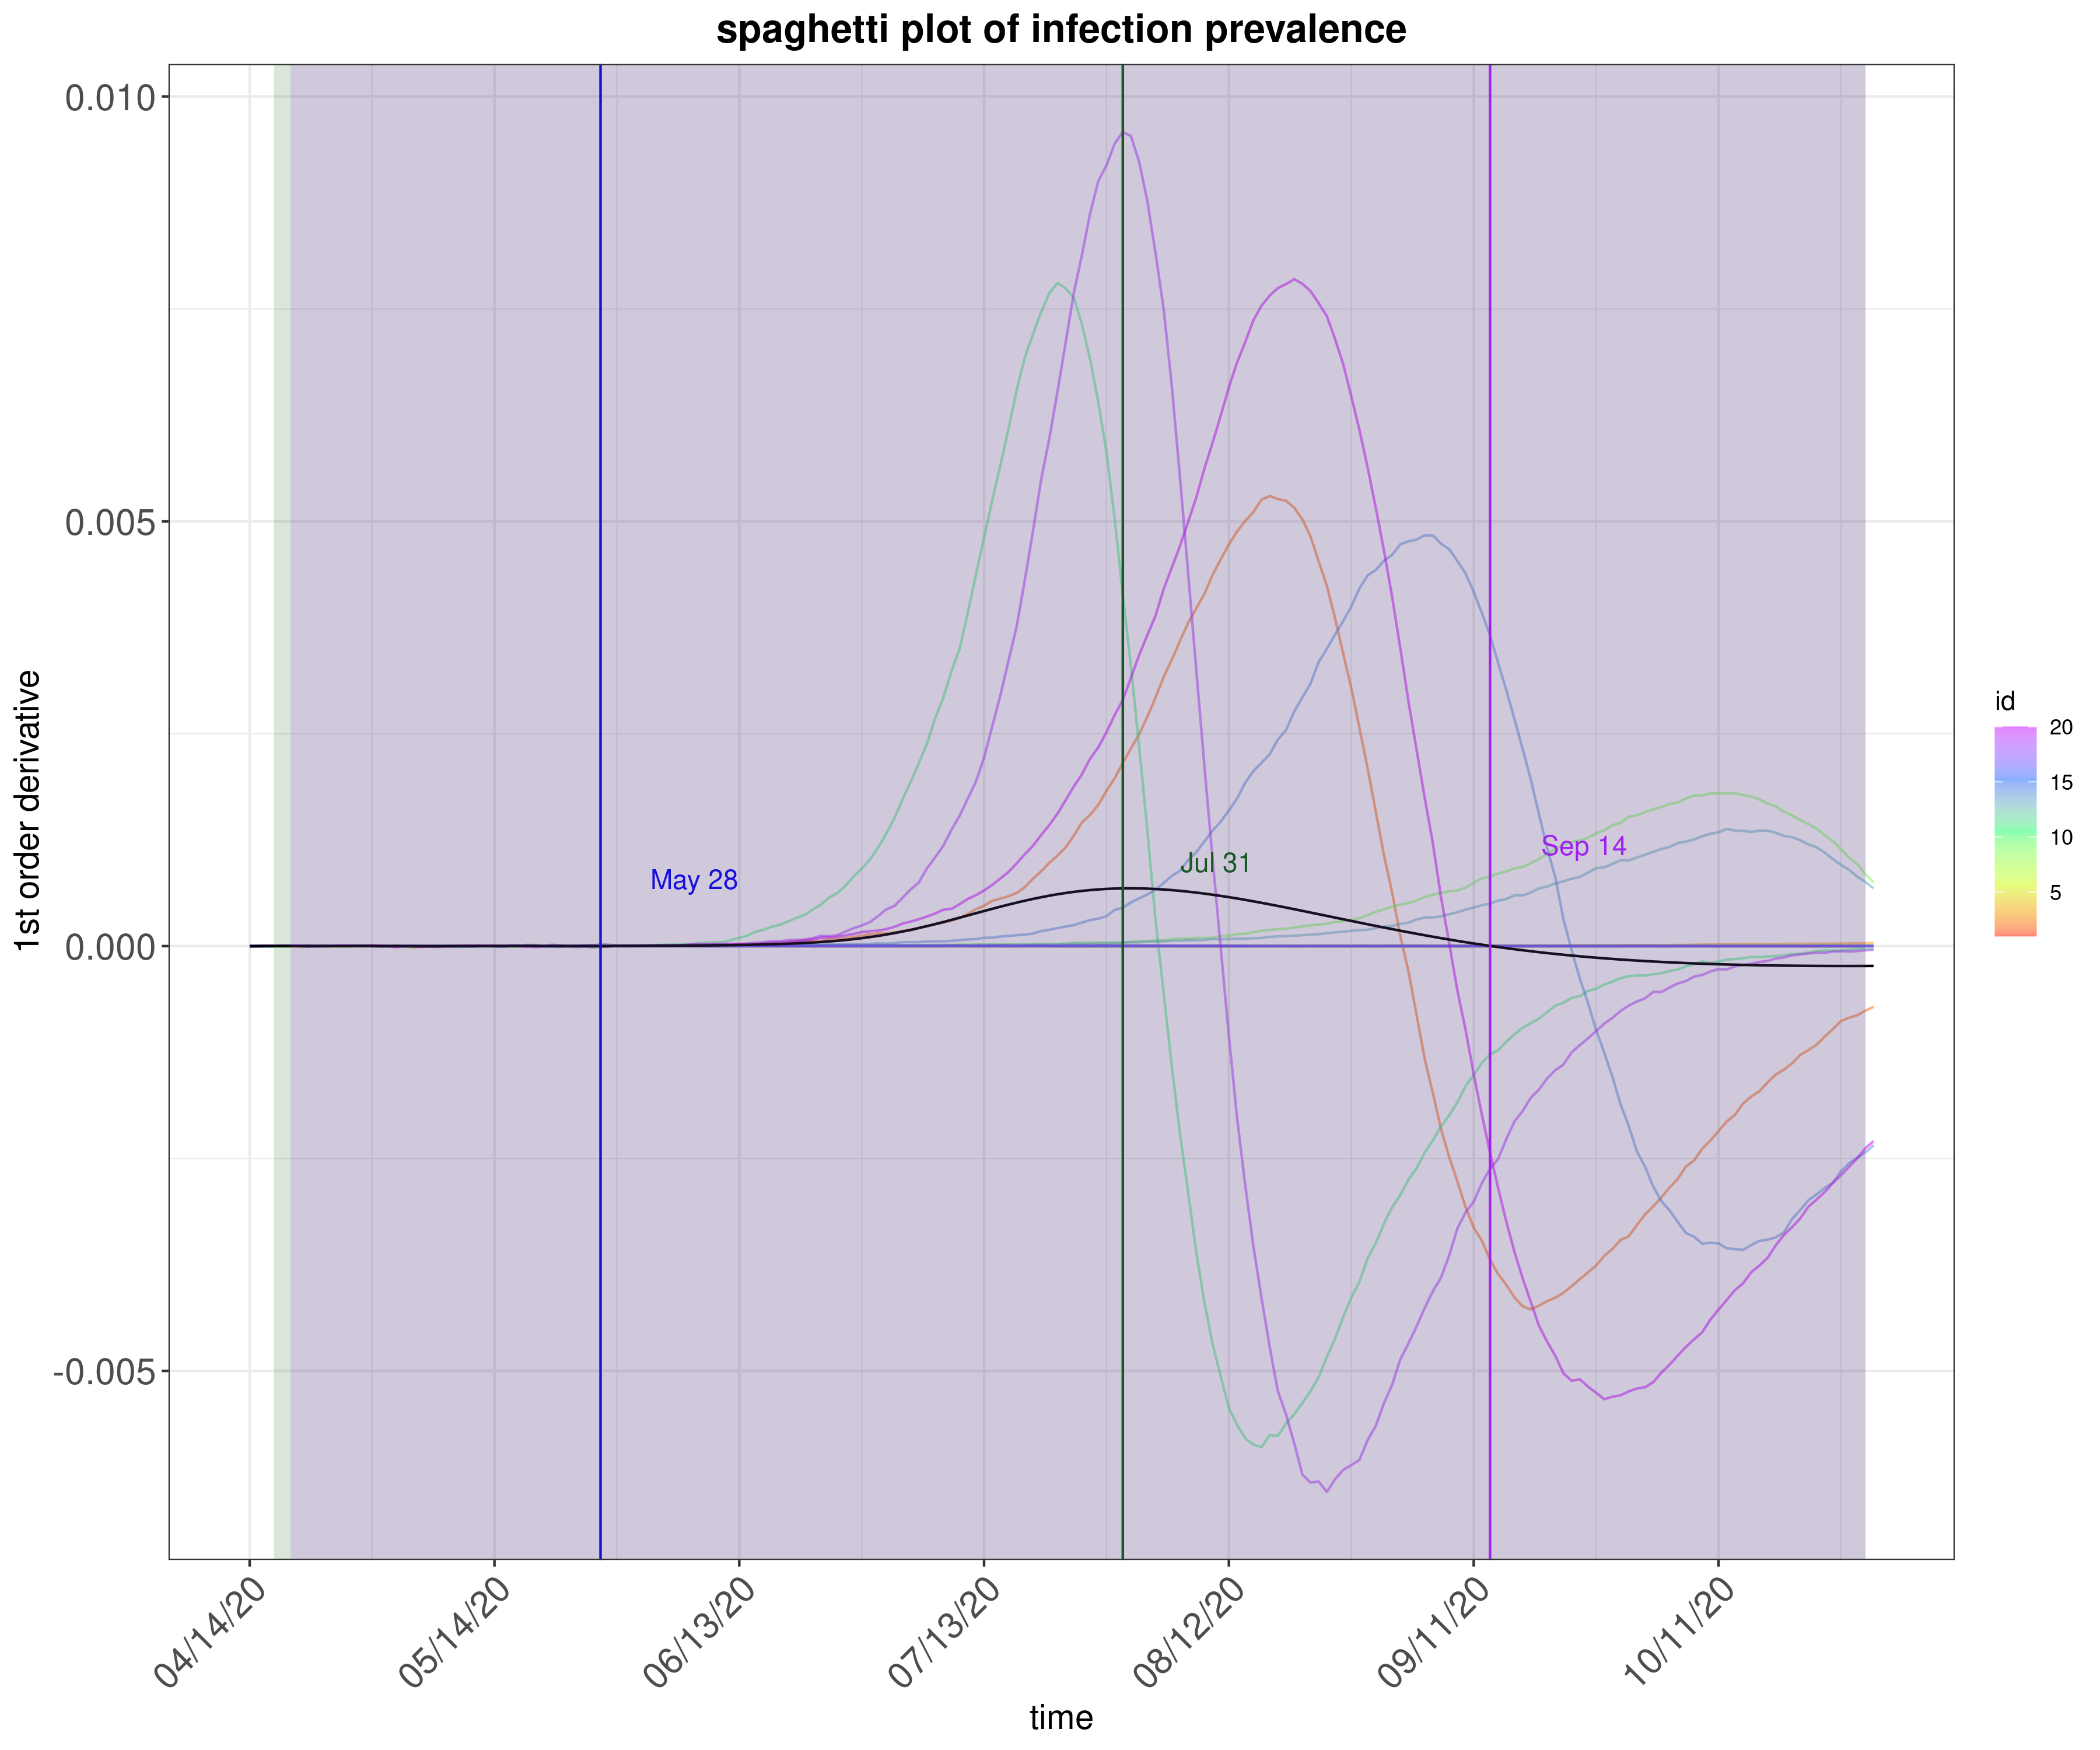 spaghetti plot of infection prevalence
1st order derivative
0.010
0.005
0.000
-0.005
May 28
Jul 31
Sep 14
id
20
15
10
5
04/14/20
05/14/20
06/13/20
07/13/20
08/12/20
09/11/20
10/11/20
time